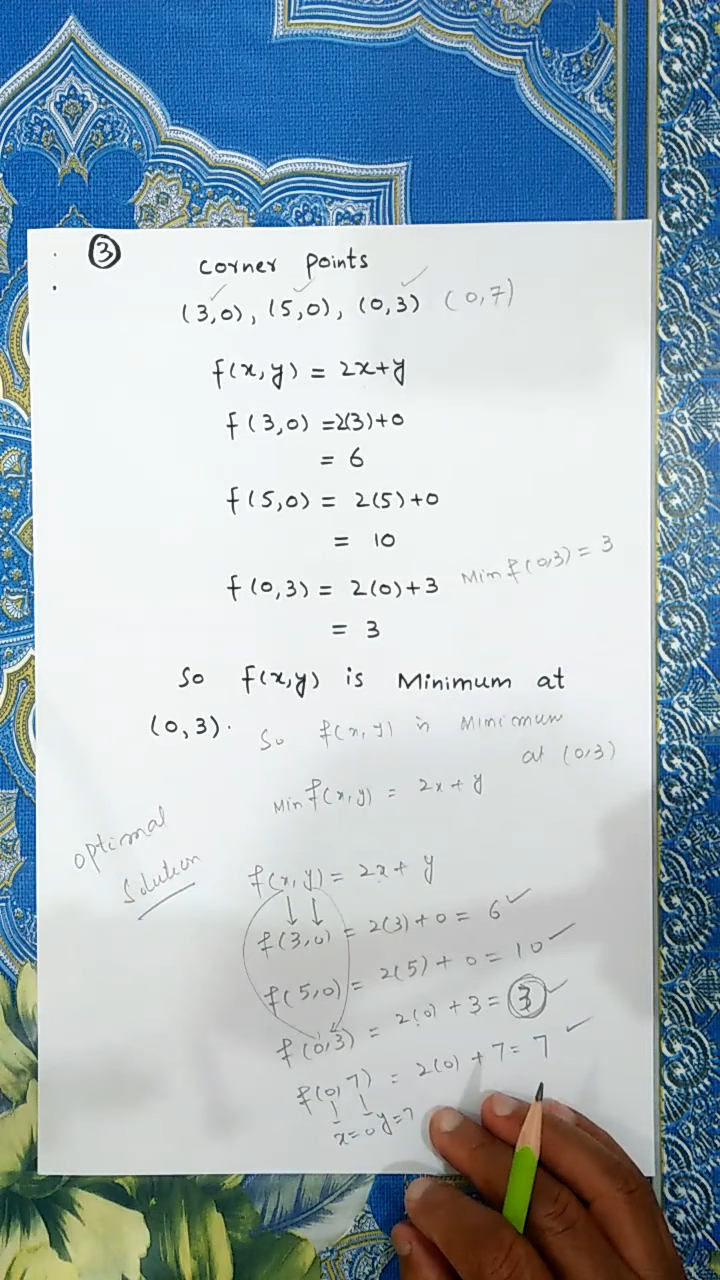 ③
Corner points
(3,0), (5,0), (0,3) (0,7)
f(x,y) = 2x+y
f(3,0) =2(3)+0
= 6
f(5,0) = 2(5)+0
= 10
f(0,3) = 2(0)+3 Min f(0,3) = 3
= 3
So f(x,y) is Minimum at
(0,3).
So f(x,y) is Minimum
at (0,3)
Min f(x,y) = 2x+y
optimal
Solution
f(x,y) = 2x+y
f(3,0) = 2(3)+0 = 6 ✓
f(5,0) = 2(5)+0 = 10 ✓
f(0,3) = 2(0)+3 = 3 ✓
f(0,7) = 2(0)+7 = 7 ✓
x=0 y=7